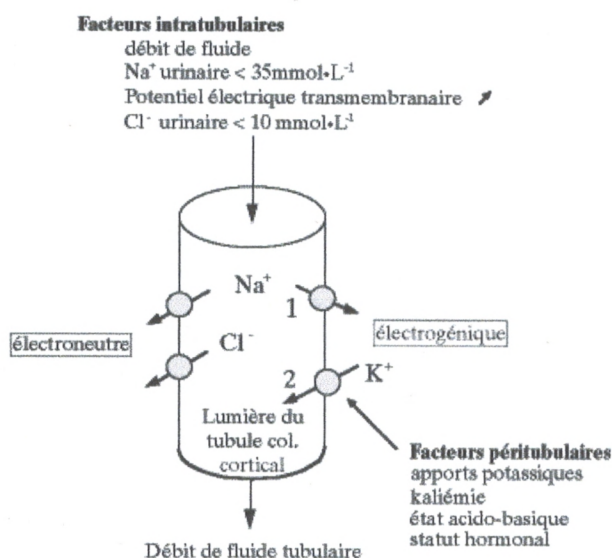 Facteurs intratubulaires
débit de fluide
Na⁺ urinaire < 35mmol•L⁻¹
Potentiel électrique transmembranaire
Cl⁻ urinaire < 10 mmol•L⁻¹
Na⁺
1
électroneutre
électrogénique
Cl⁻
2
K⁺
Lumière du
tubule col.
cortical
Facteurs péritubulaires
apports potassiques
kaliémie
état acido-basique
statut hormonal
Débit de fluide tubulaire